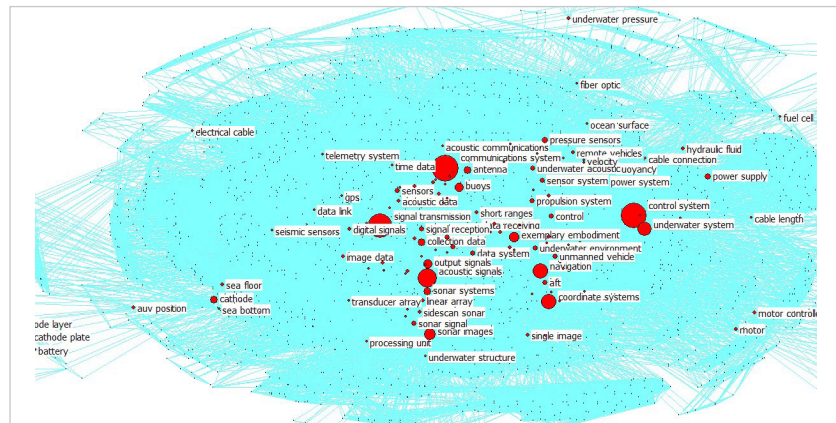 underwater pressure
fiber optic
fuel cell
ocean surface
electrical cable
pressure sensors
acoustic communications
hydraulic fluid
remote vehicles
telemetry system
communications system
velocity
cable connection
time data
antenna
underwater acoustic
buoyancy
power supply
sensor system
power system
buoys
sensors
gps
acoustic data
propulsion system
control system
data link
signal transmission
short ranges
control
cable length
seismic sensors
digital signals
signal reception
data receiving
underwater system
exemplary embodiment
collection data
underwater environment
image data
data system
unmanned vehicle
output signals
navigation
acoustic signals
sea floor
aft
sonar systems
cathode
transducer array
linear array
coordinate systems
auv position
sea bottom
sidescan sonar
motor controlle
ode layer
sonar signal
cathode plate
sonar images
single image
motor
battery
processing unit
underwater structure